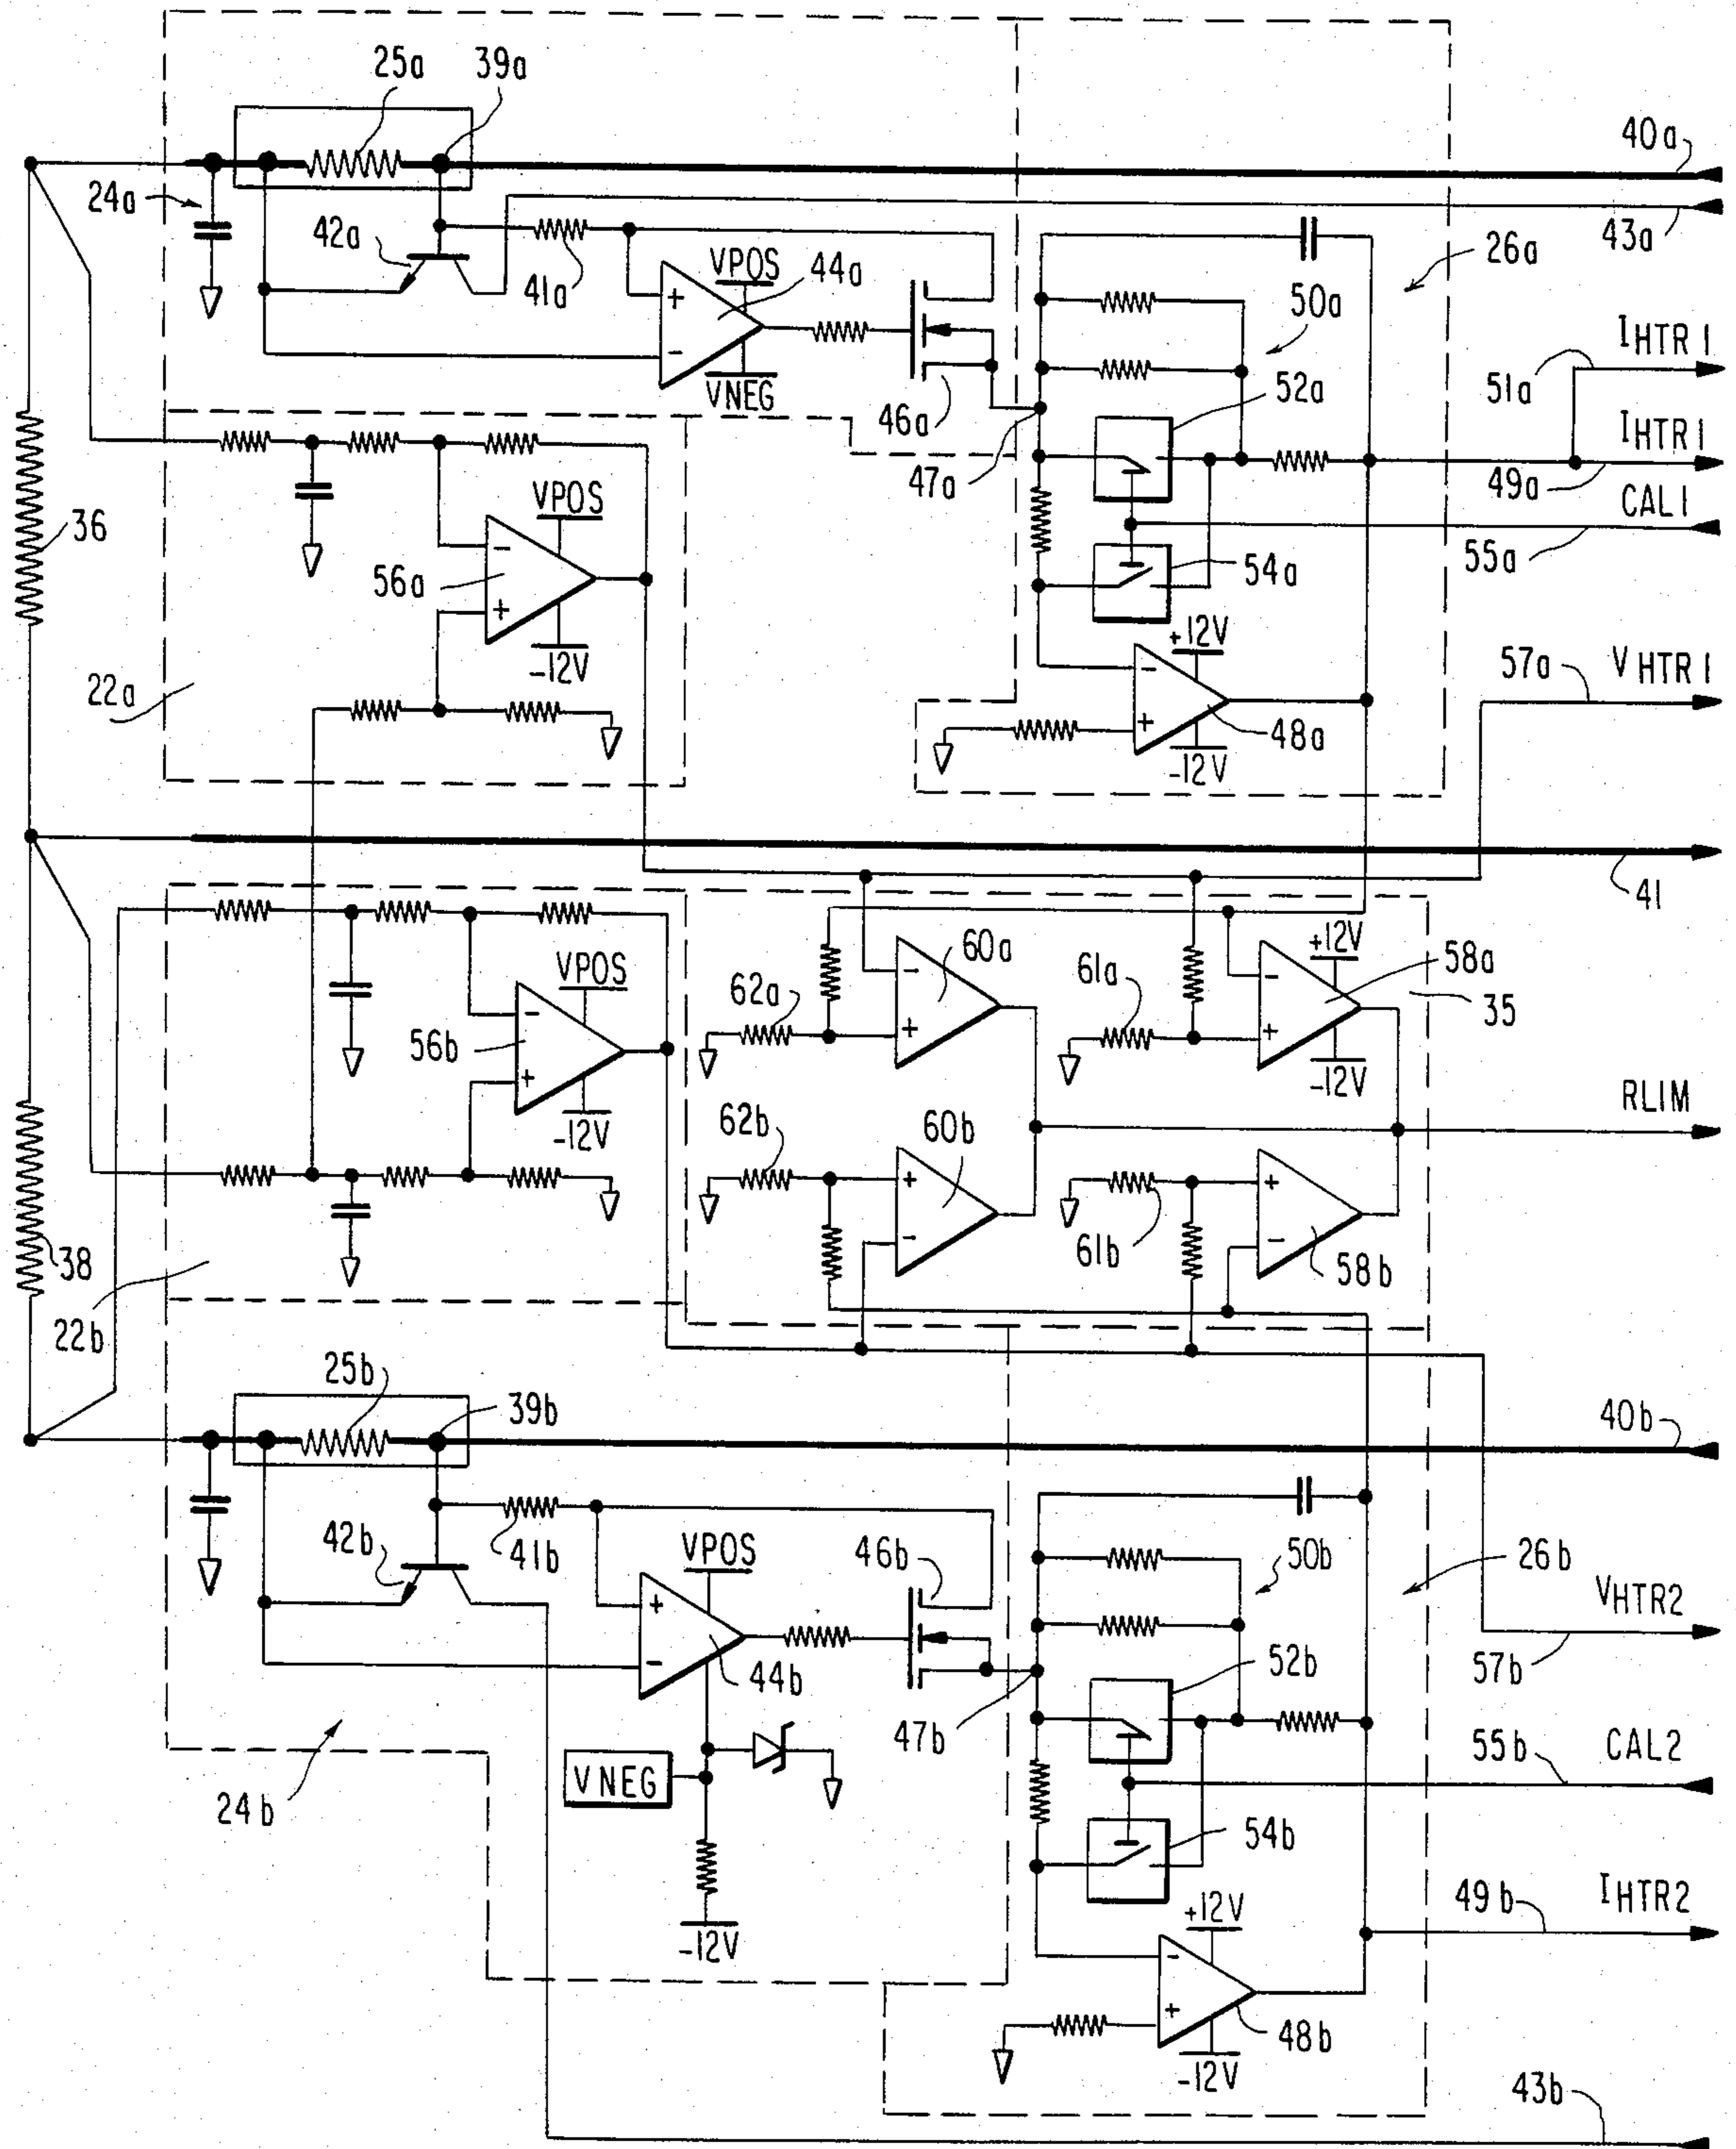 25a
39a
40a
24a
42a
41a
VPOS
44a
43a
26a
50a
IHTR1
51a
VNEG
46a
52a
47a
IHTR1
49a
CAL1
36
VPOS
56a
54a
55a
-12V
+12V
57a
VHTR1
22a
48a
-12V
41
60a
+12V
58a
VPOS
62a
61a
35
56b
-12V
-12V
RLIM
62b
60b
38
61b
58b
22b
25b
39b
40b
42b
41b
VPOS
46b
50b
26b
VHTR2
44b
52b
57b
47b
VNEG
55b
CAL2
24b
54b
-12V
+12V
49b
IHTR2
48b
-12V
43b
+
-
-
+
-
+
-
+
-
+
-
+
+
-
+
-
+
-
-
+